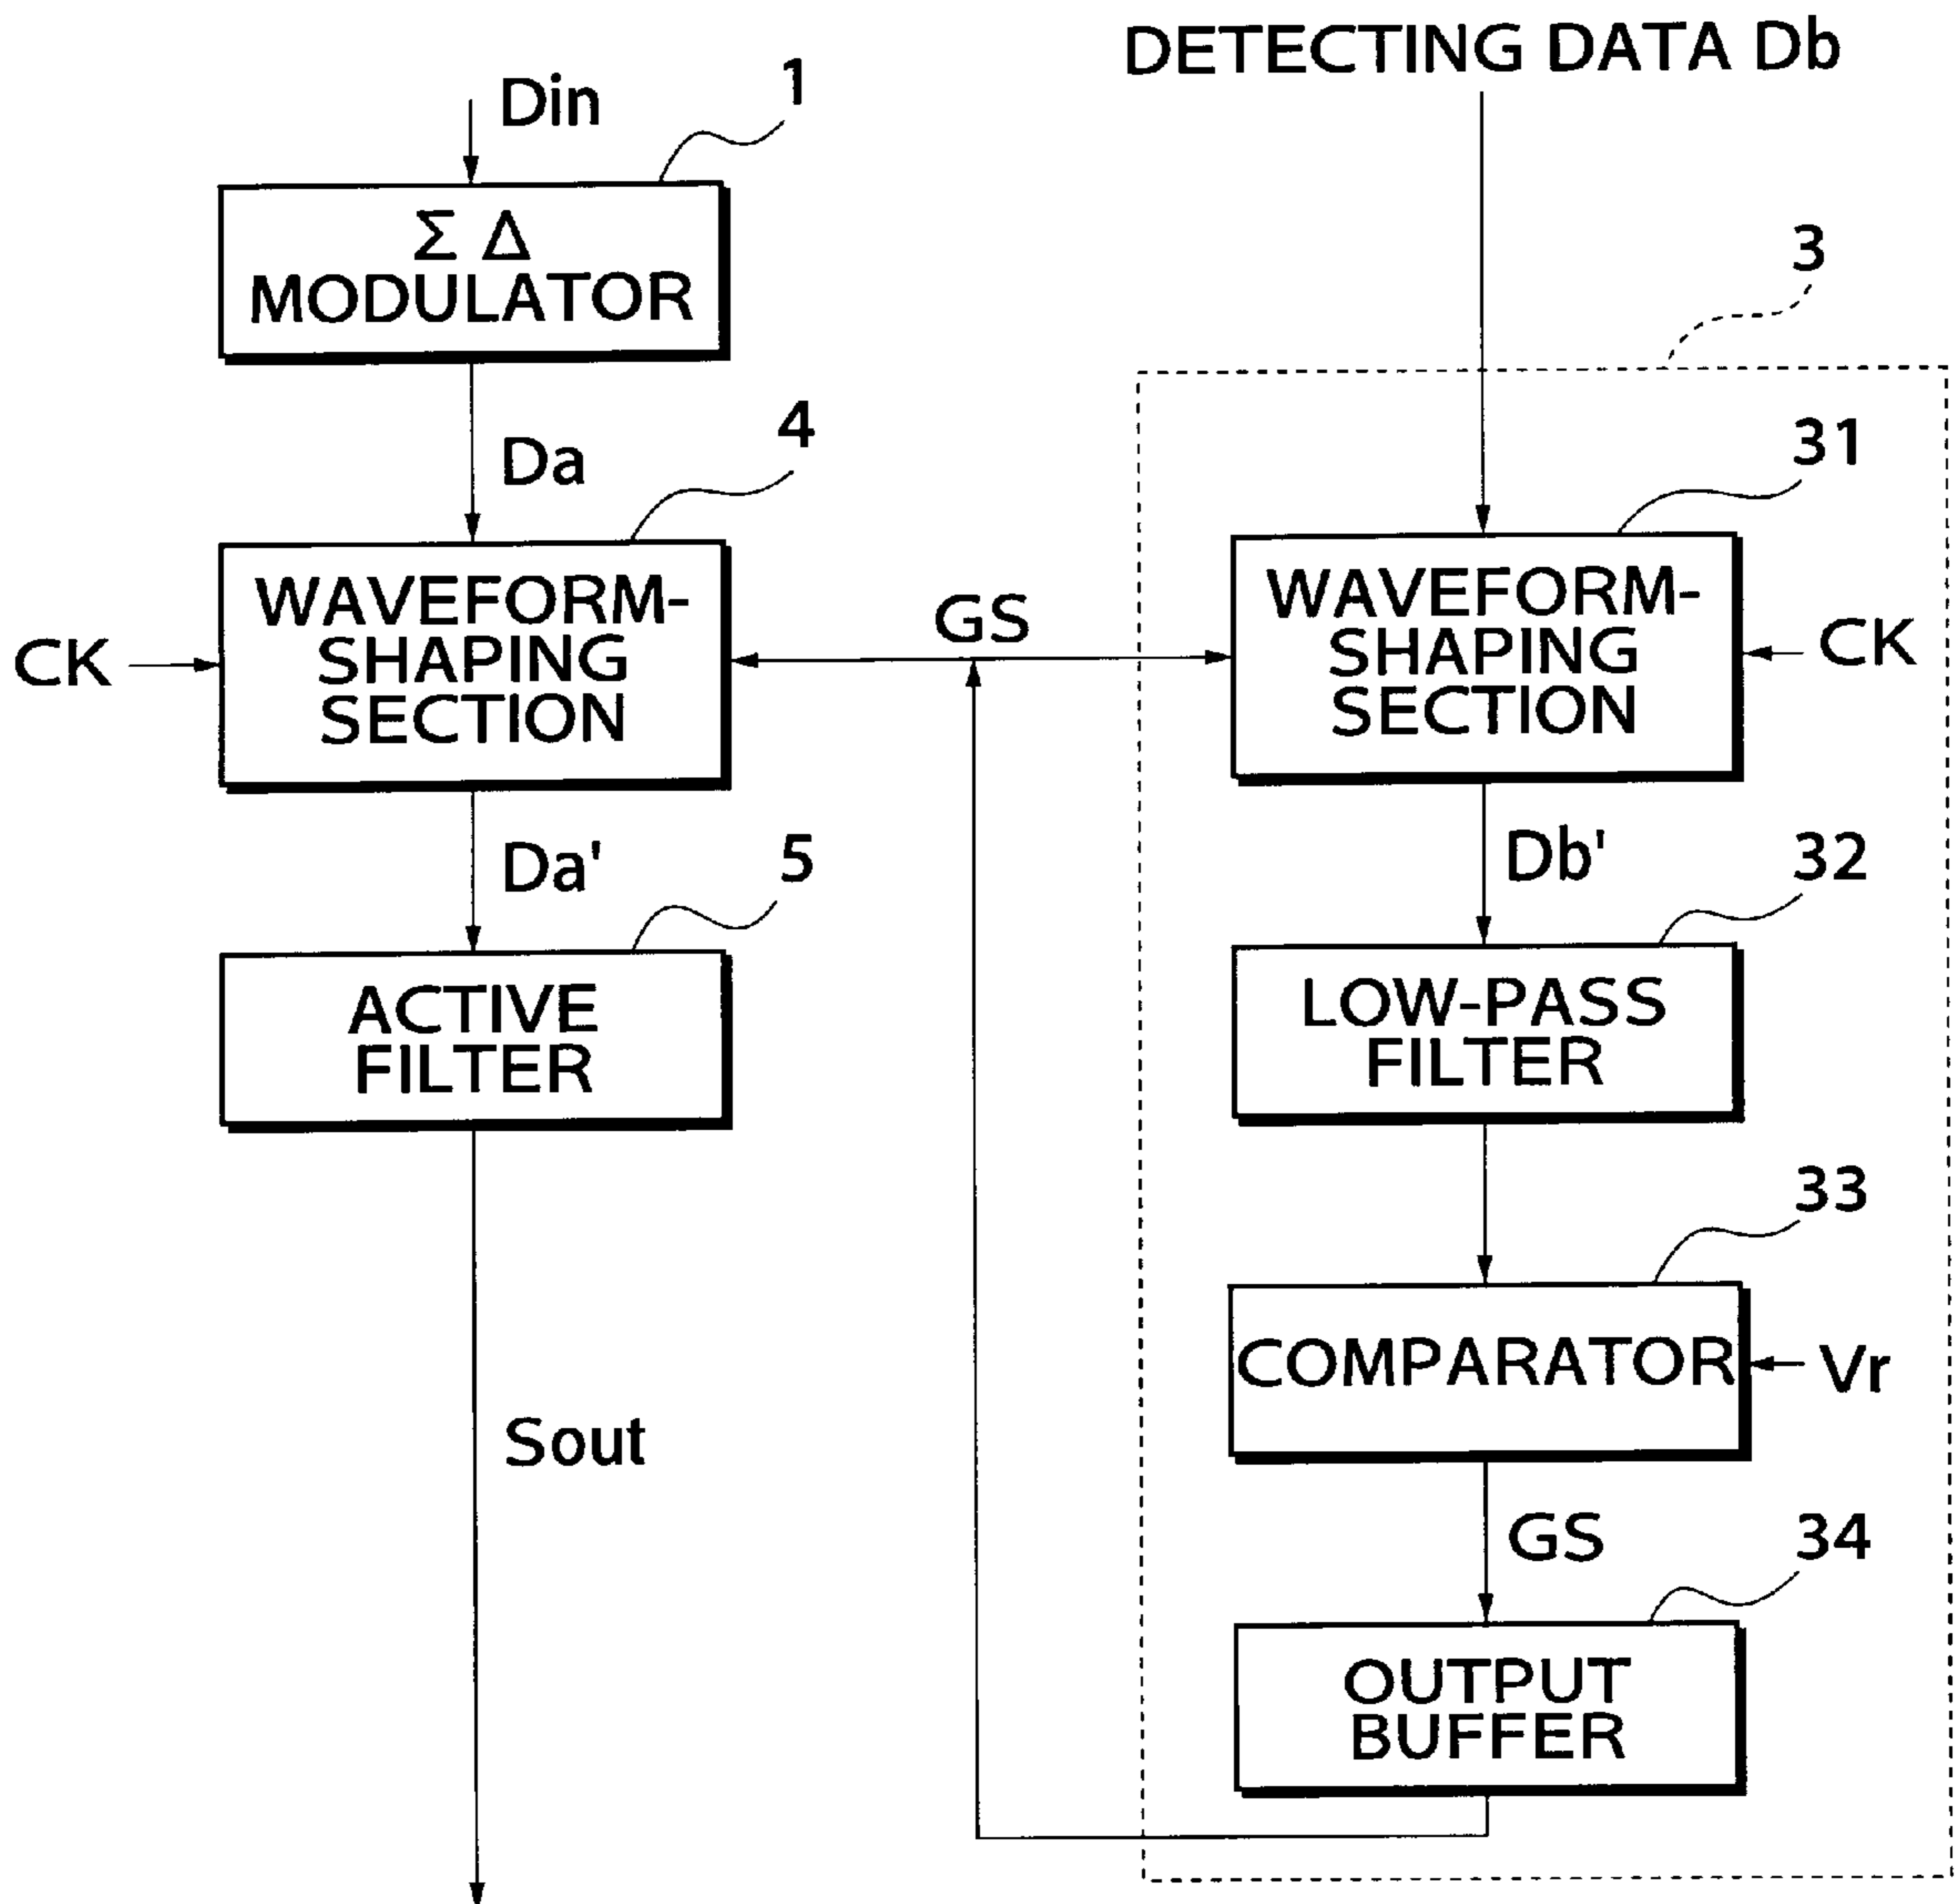 DETECTING DATA Db
Din
1
Σ Δ
MODULATOR
3
Da
4
31
WAVEFORM-
SHAPING
SECTION
CK
GS
WAVEFORM-
SHAPING
SECTION
CK
Da'
5
Db'
32
ACTIVE
FILTER
LOW-PASS
FILTER
33
COMPARATOR
Vr
Sout
GS
34
OUTPUT
BUFFER